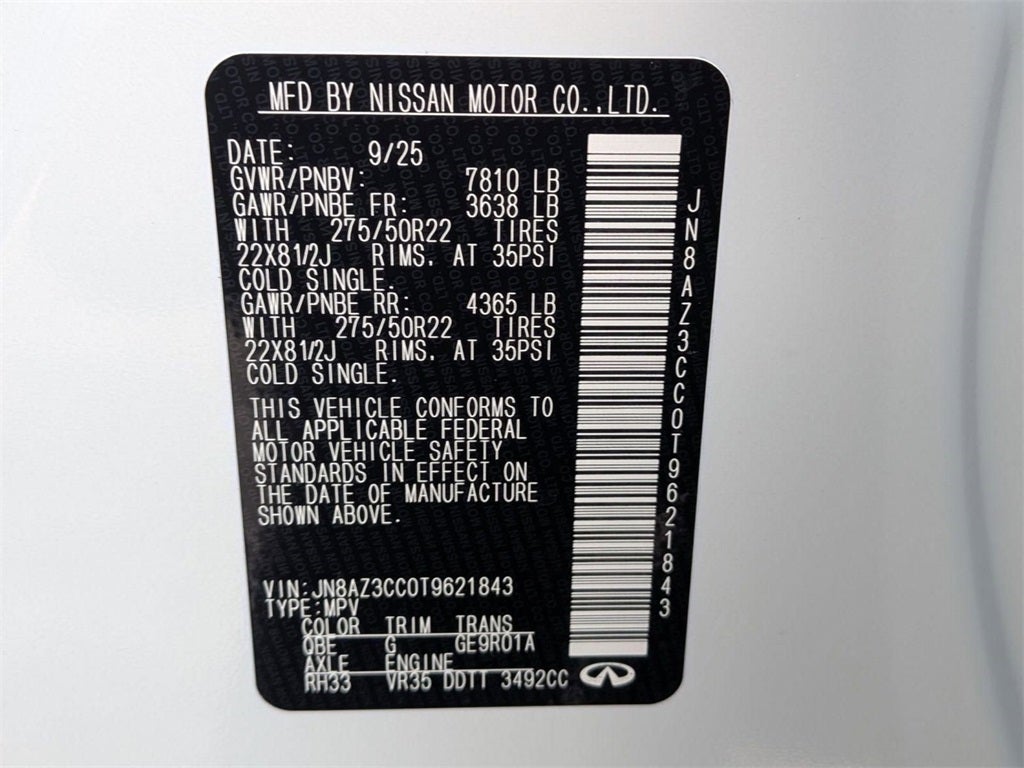 MFD BY NISSAN MOTOR CO.,LTD.
DATE: 9/25
GVWR/PNBV: 7810 LB
GAWR/PNBE FR: 3638 LB
WITH 275/50R22 TIRES
22X81/2J RIMS. AT 35PSI
COLD SINGLE.
GAWR/PNBE RR: 4365 LB
WITH 275/50R22 TIRES
22X81/2J RIMS. AT 35PSI
COLD SINGLE.
THIS VEHICLE CONFORMS TO
ALL APPLICABLE FEDERAL
MOTOR VEHICLE SAFETY
STANDARDS IN EFFECT ON
THE DATE OF MANUFACTURE
SHOWN ABOVE.
VIN:JN8AZ3CC0T9621843
TYPE:MPV
COLOR TRIM TRANS
QBE G GE9R01A
AXLE ENGINE
RH33 VR35 DDTT 3492CC
JN8AZ3CC0T9621843